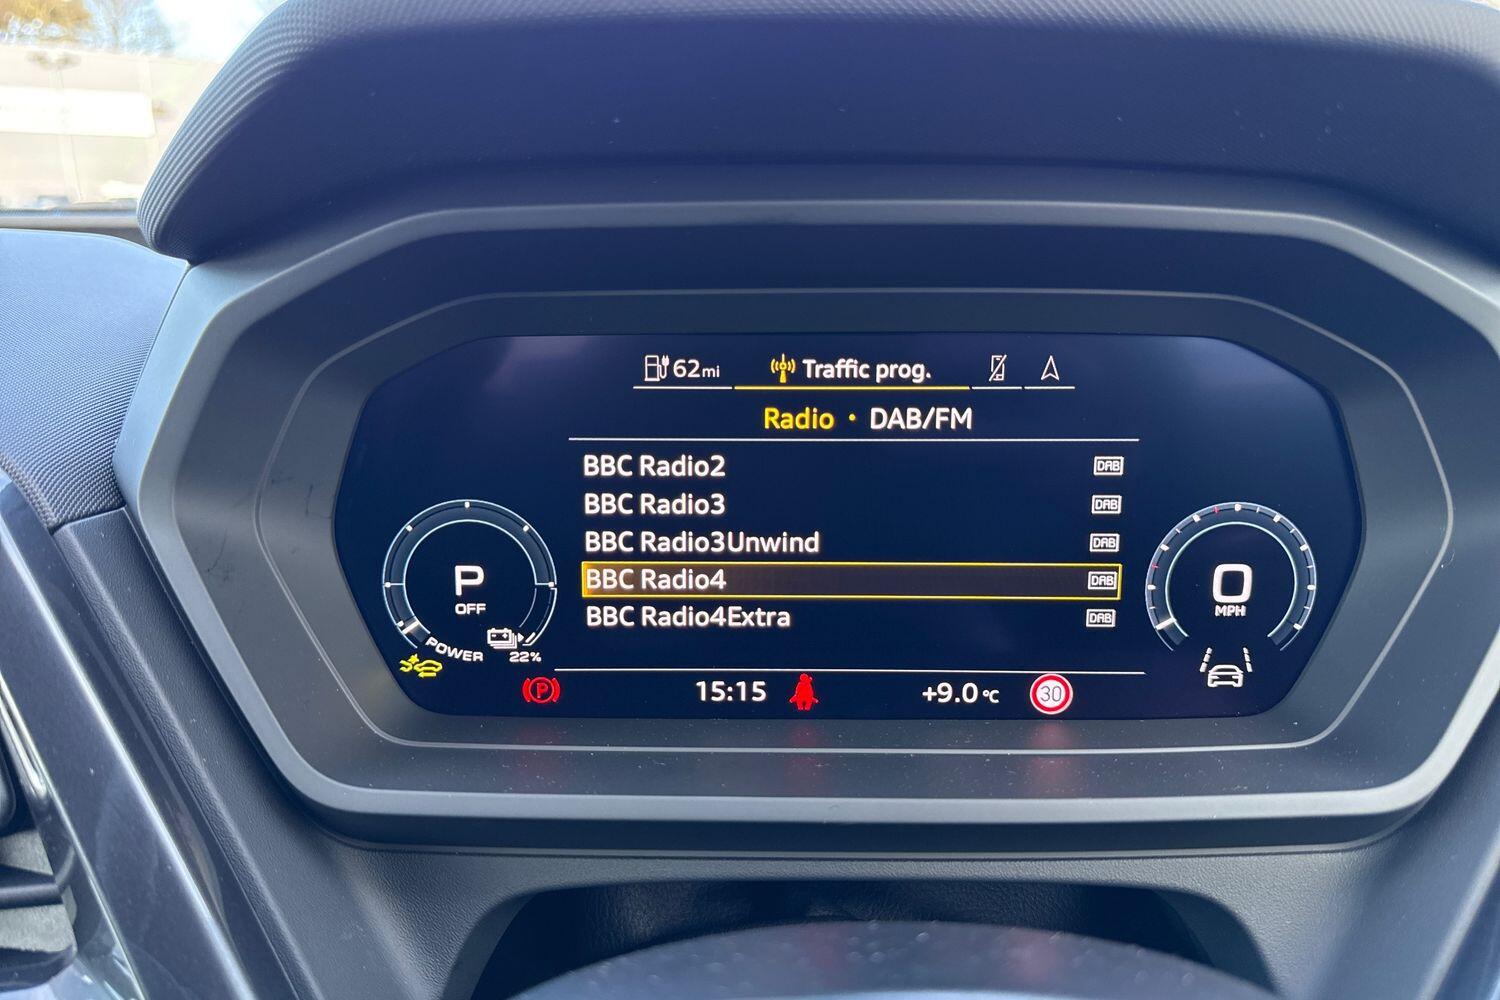 62mi Traffic prog.
Radio • DAB/FM
BBC Radio2 DAB
BBC Radio3 DAB
BBC Radio3Unwind DAB
BBC Radio4 DAB
BBC Radio4Extra DAB
P
OFF
POWER
22%
0
MPH
P 15:15 +9.0 °C 30